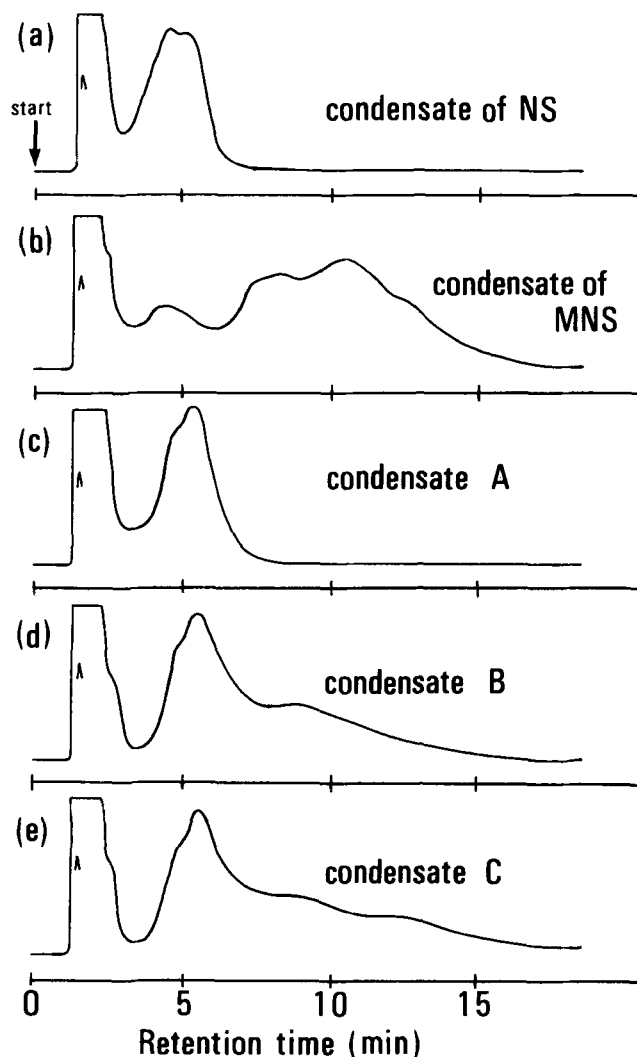 (a)
start
condensate of NS
(b)
condensate of
MNS
(c)
condensate A
(d)
condensate B
(e)
condensate C
0 5 10 15
Retention time (min)